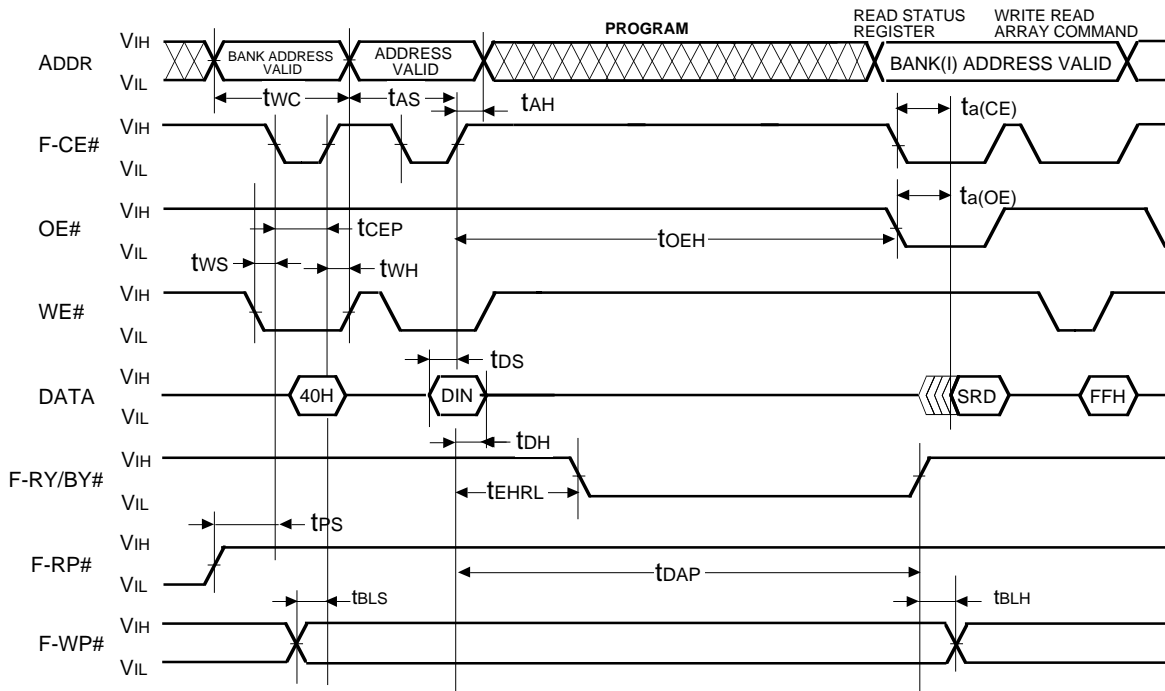 PROGRAM
READ STATUS REGISTER
WRITE READ ARRAY COMMAND
ADDR
VIH
VIL
BANK ADDRESS VALID
ADDRESS VALID
BANK(I) ADDRESS VALID
tWC
tAS
tAH
ta(CE)
F-CE#
VIH
VIL
ta(OE)
OE#
VIH
VIL
tCEP
tOEH
tWS
tWH
WE#
VIH
VIL
tDS
DATA
VIH
VIL
40H
DIN
SRD
FFH
tDH
F-RY/BY#
VIH
VIL
tEHRL
tPS
F-RP#
VIH
VIL
tDAP
tBLS
tBLH
F-WP#
VIH
VIL